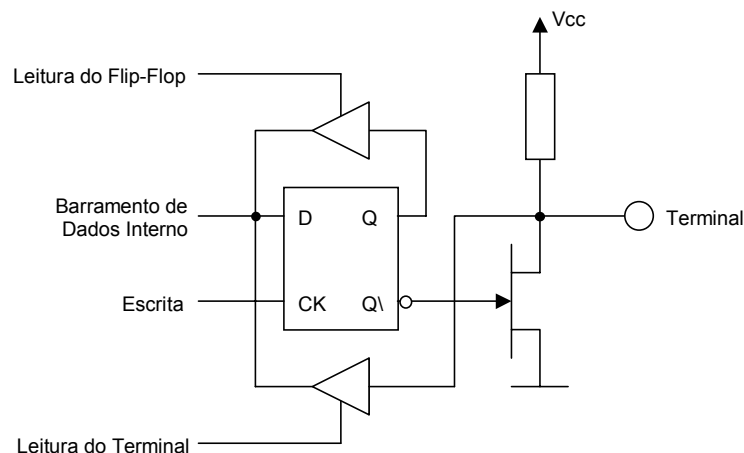 Vcc
Leitura do Flip-Flop
Barramento de
Dados Interno
D
Q
Terminal
Escrita
CK
Q\
Leitura do Terminal